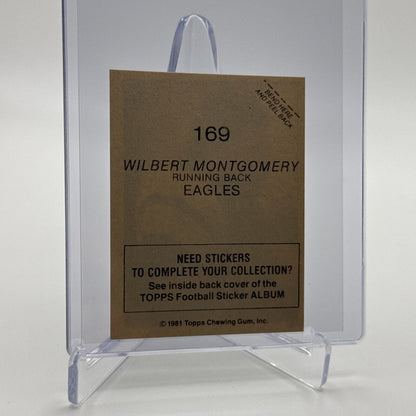 BEND HERE
AND PEEL BACK
169
WILBERT MONTGOMERY
RUNNING BACK
EAGLES
NEED STICKERS
TO COMPLETE YOUR COLLECTION?
See inside back cover of the
TOPPS Football Sticker ALBUM
© 1981 Topps Chewing Gum, Inc.